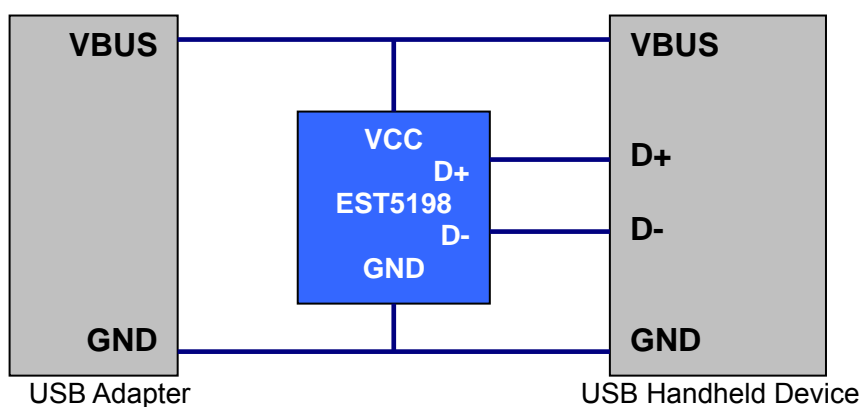 VBUS
GND
USB Adapter
VCC
D+
EST5198
D-
GND
VBUS
D+
D-
GND
USB Handheld Device